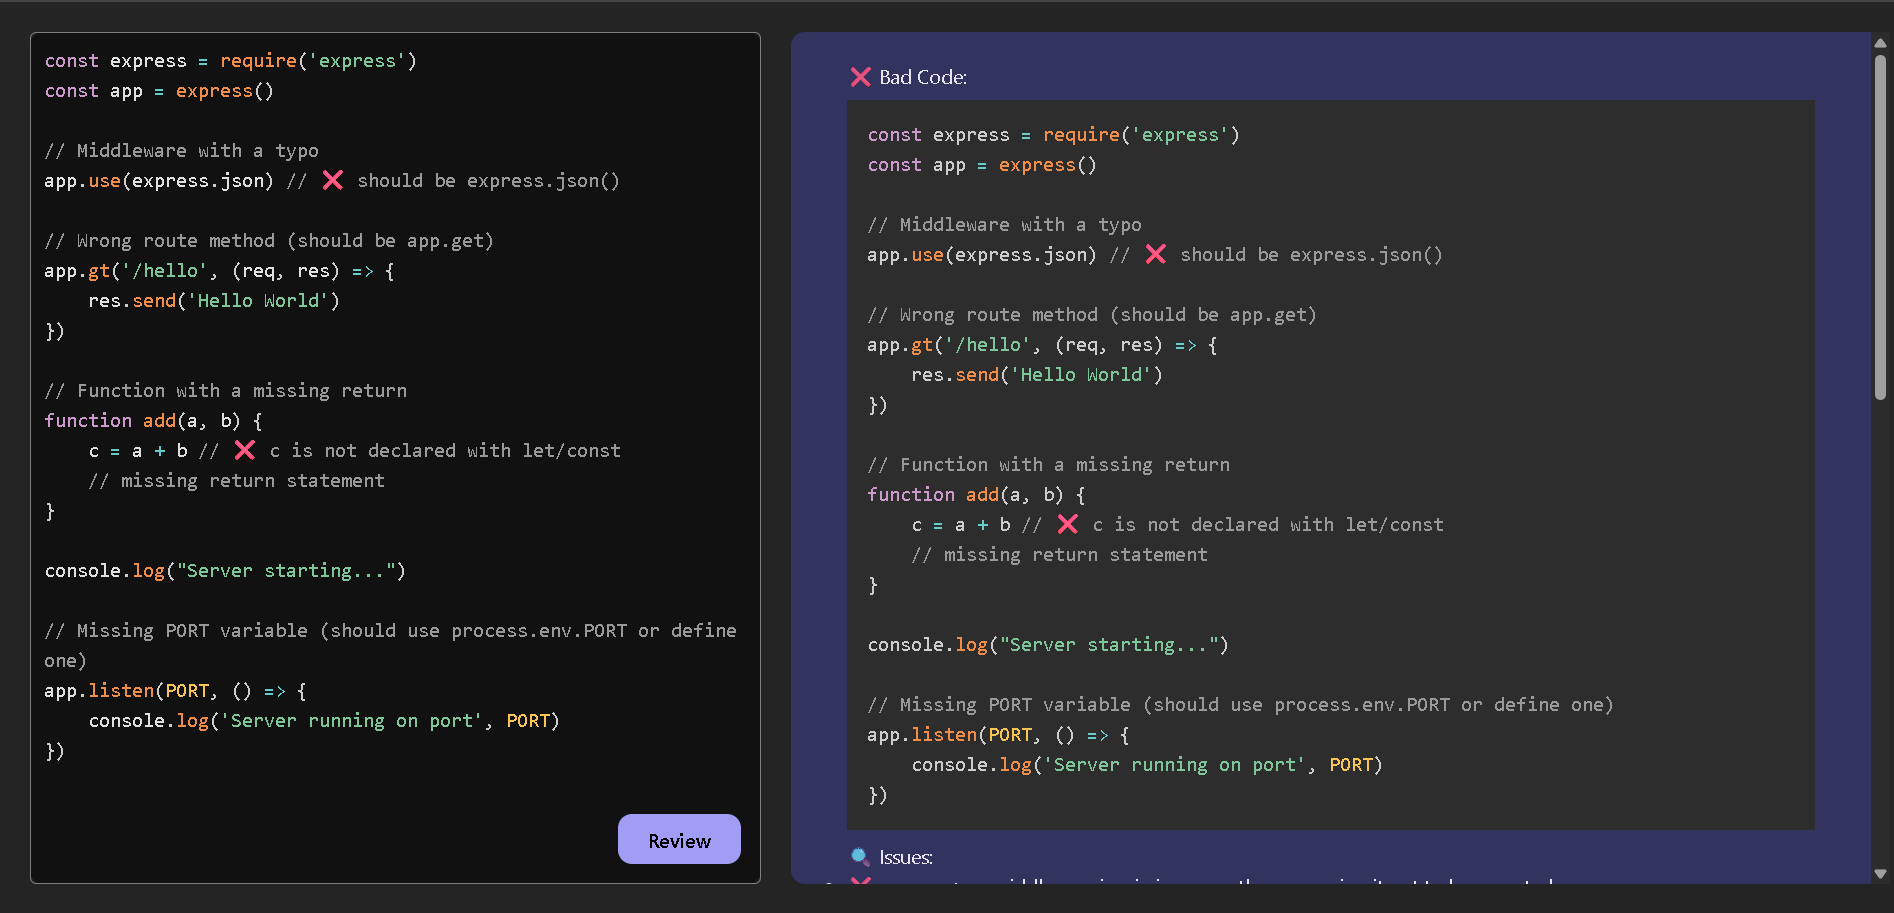 const express = require('express')
const app = express()
// Middleware with a typo
app.use(express.json) // ❌ should be express.json()
// Wrong route method (should be app.get)
app.gt('/hello', (req, res) => {
    res.send('Hello World')
})
// Function with a missing return
function add(a, b) {
    c = a + b // ❌ c is not declared with let/const
    // missing return statement
}
console.log("Server starting...")
// Missing PORT variable (should use process.env.PORT or define
one)
app.listen(PORT, () => {
    console.log('Server running on port', PORT)
})
Review
❌ Bad Code:
const express = require('express')
const app = express()
// Middleware with a typo
app.use(express.json) // ❌ should be express.json()
// Wrong route method (should be app.get)
app.gt('/hello', (req, res) => {
    res.send('Hello World')
})
// Function with a missing return
function add(a, b) {
    c = a + b // ❌ c is not declared with let/const
    // missing return statement
}
console.log("Server starting...")
// Missing PORT variable (should use process.env.PORT or define one)
app.listen(PORT, () => {
    console.log('Server running on port', PORT)
})
🔍 Issues: